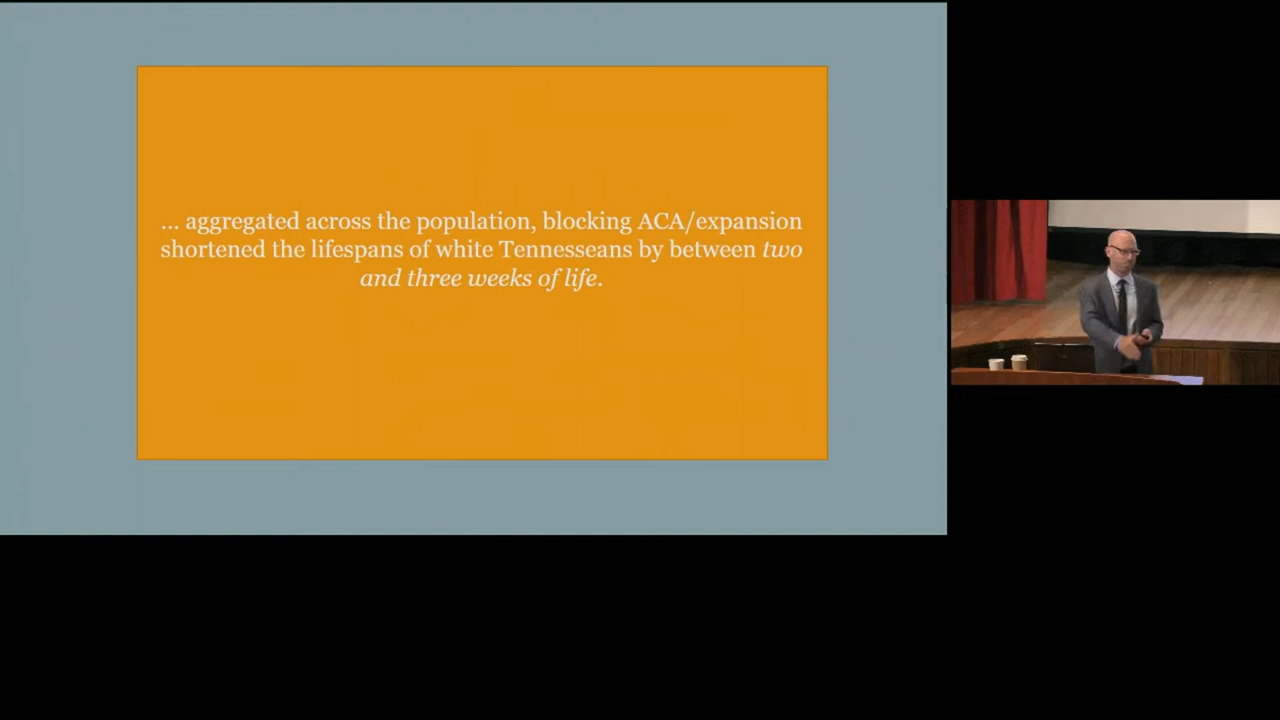 ... aggregated across the population, blocking ACA/expansion
shortened the lifespans of white Tennesseans by between two
and three weeks of life.